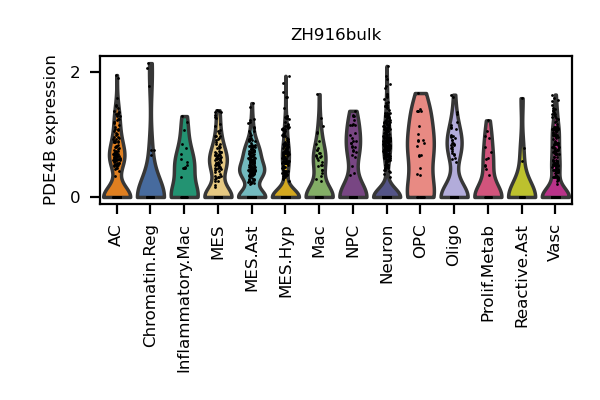 ZH916bulk
PDE4B expression
2
0
AC
Chromatin.Reg
Inflammatory.Mac
MES
MES.Ast
MES.Hyp
Mac
NPC
Neuron
OPC
Oligo
Prolif.Metab
Reactive.Ast
Vasc